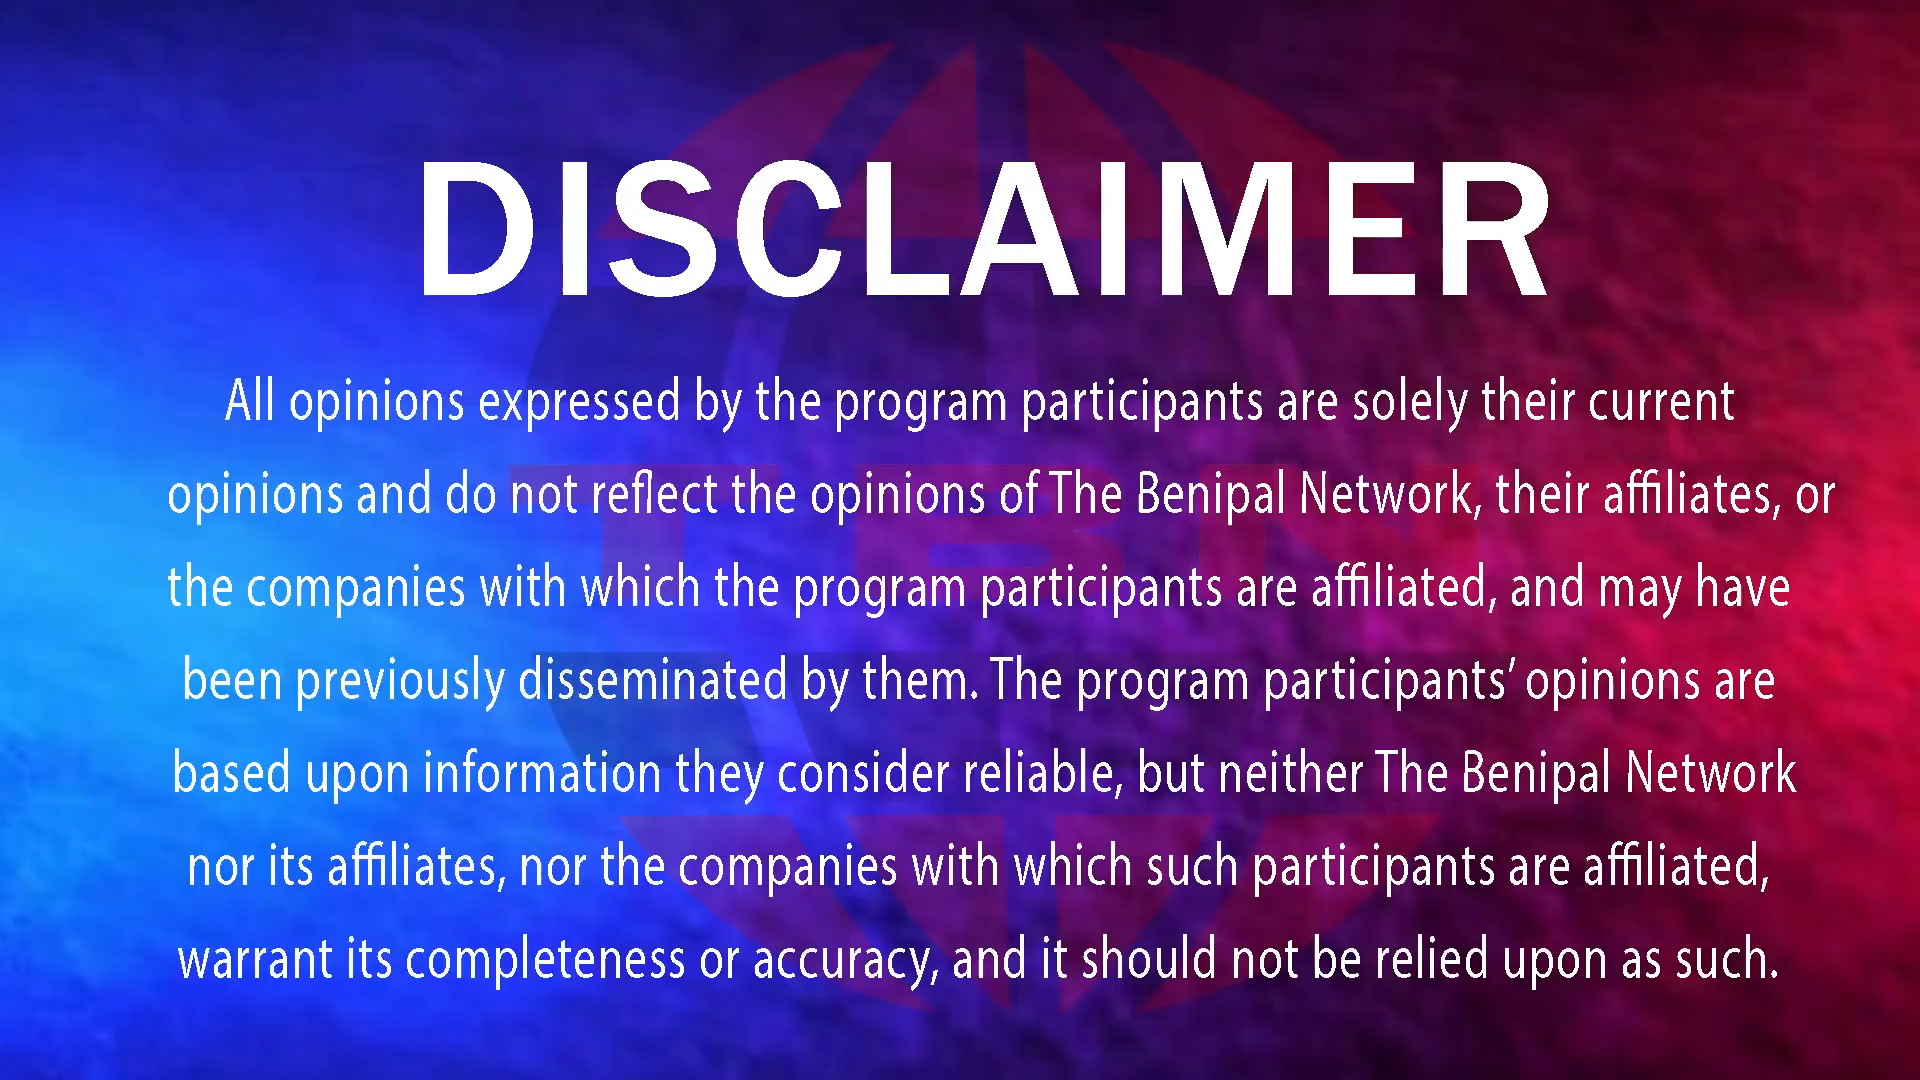 DISCLAIMER
All opinions expressed by the program participants are solely their current
opinions and do not reflect the opinions of The Benipal Network, their affiliates, or
the companies with which the program participants are affiliated, and may have
been previously disseminated by them. The program participants’ opinions are
based upon information they consider reliable, but neither The Benipal Network
nor its affiliates, nor the companies with which such participants are affiliated,
warrant its completeness or accuracy, and it should not be relied upon as such.
TBN